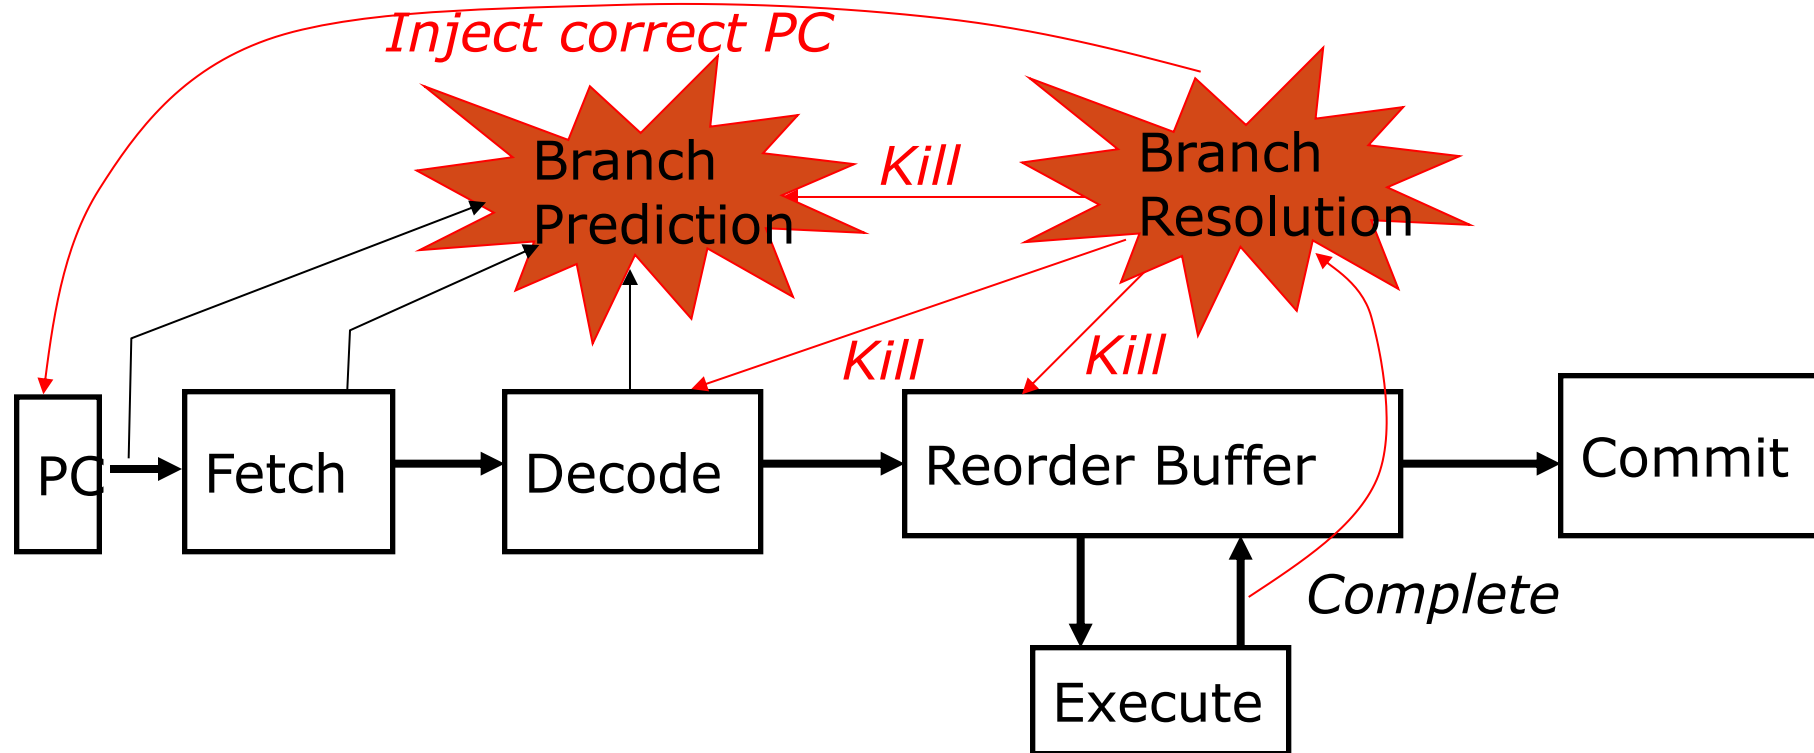 Inject correct PC
Branch
Prediction
Kill
Branch
Resolution
Kill
Kill
PC
Fetch
Decode
Reorder Buffer
Commit
Complete
Execute